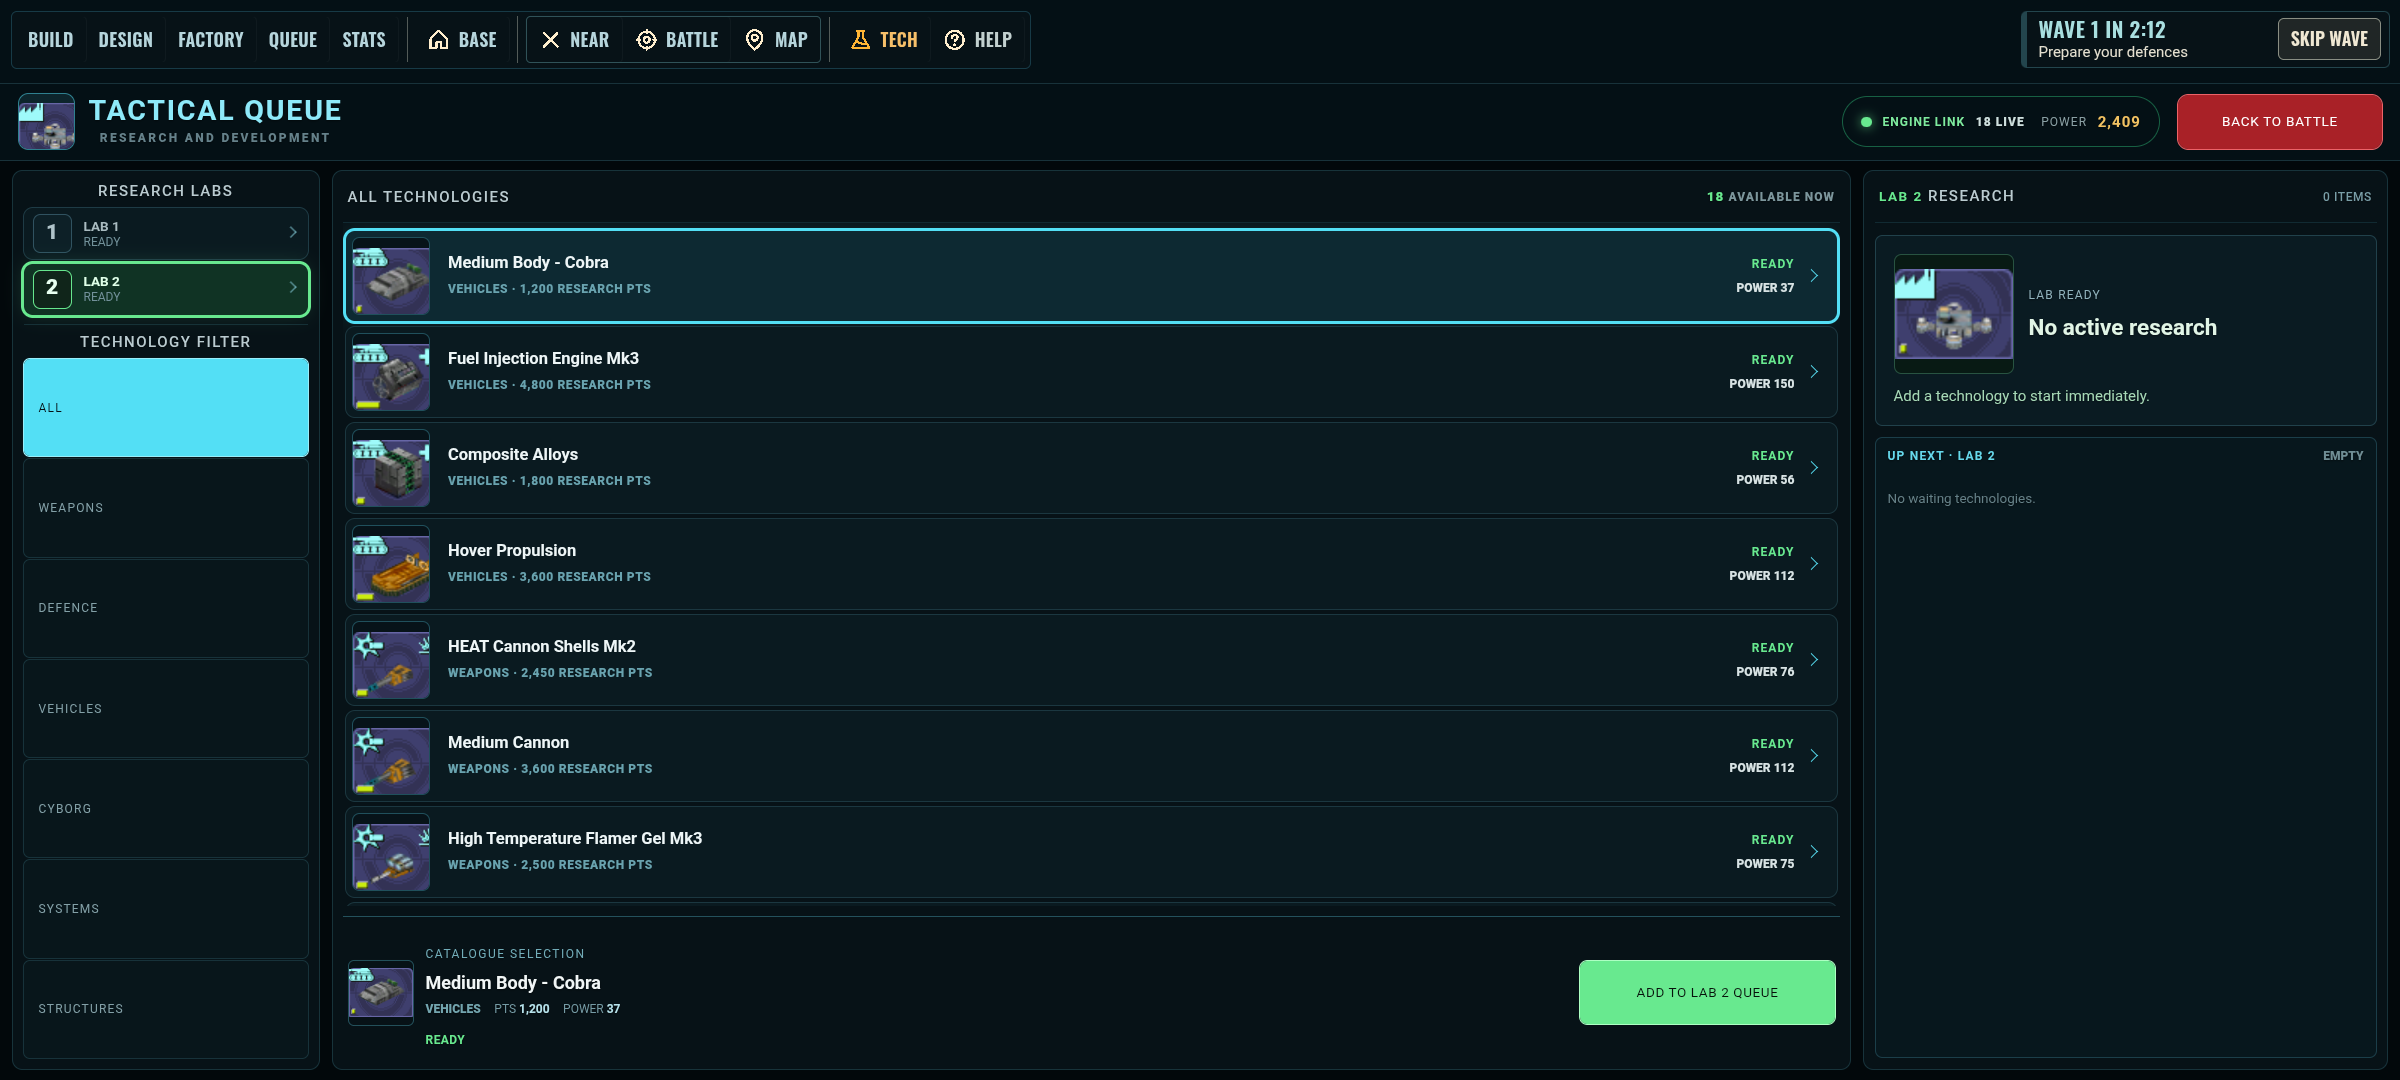 BUILD
DESIGN
FACTORY
QUEUE
STATS
BASE
NEAR
BATTLE
MAP
TECH
HELP
WAVE 1 IN 2:12
Prepare your defences
SKIP WAVE
TACTICAL QUEUE
RESEARCH AND DEVELOPMENT
ENGINE LINK 18 LIVE POWER 2,409
BACK TO BATTLE
RESEARCH LABS
1
LAB 1
READY
2
LAB 2
READY
TECHNOLOGY FILTER
ALL
WEAPONS
DEFENCE
VEHICLES
CYBORG
SYSTEMS
STRUCTURES
ALL TECHNOLOGIES
18 AVAILABLE NOW
Medium Body - Cobra
VEHICLES · 1,200 RESEARCH PTS
READY
POWER 37
Fuel Injection Engine Mk3
VEHICLES · 4,800 RESEARCH PTS
READY
POWER 150
Composite Alloys
VEHICLES · 1,800 RESEARCH PTS
READY
POWER 56
Hover Propulsion
VEHICLES · 3,600 RESEARCH PTS
READY
POWER 112
HEAT Cannon Shells Mk2
WEAPONS · 2,450 RESEARCH PTS
READY
POWER 76
Medium Cannon
WEAPONS · 3,600 RESEARCH PTS
READY
POWER 112
High Temperature Flamer Gel Mk3
WEAPONS · 2,500 RESEARCH PTS
READY
POWER 75
CATALOGUE SELECTION
Medium Body - Cobra
VEHICLES PTS 1,200 POWER 37
READY
ADD TO LAB 2 QUEUE
LAB 2 RESEARCH
0 ITEMS
LAB READY
No active research
Add a technology to start immediately.
UP NEXT · LAB 2
EMPTY
No waiting technologies.